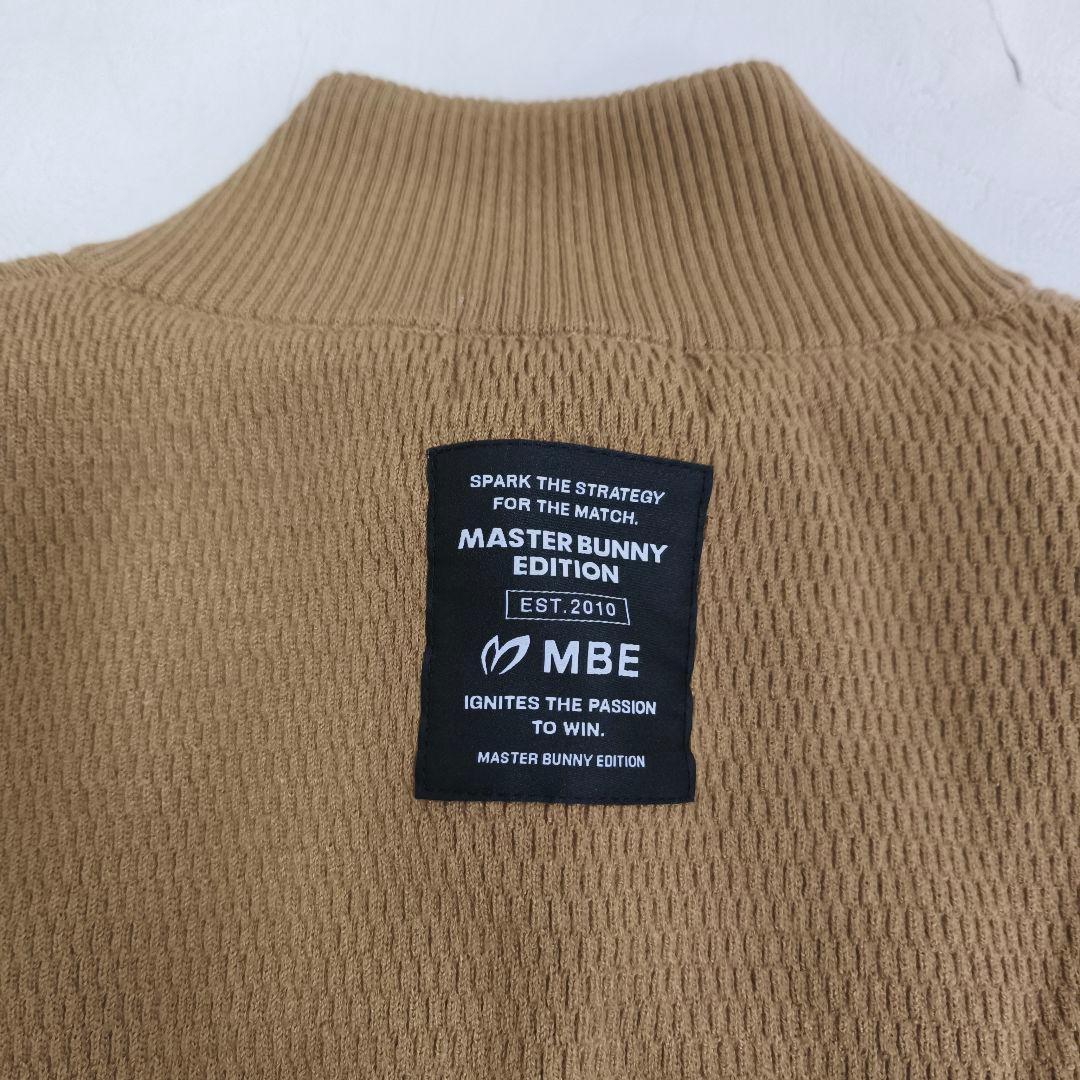 SPARK THE STRATEGY
FOR THE MATCH.
MASTER BUNNY
EDITION
EST.2010
MBE
IGNITES THE PASSION
TO WIN.
MASTER BUNNY EDITION